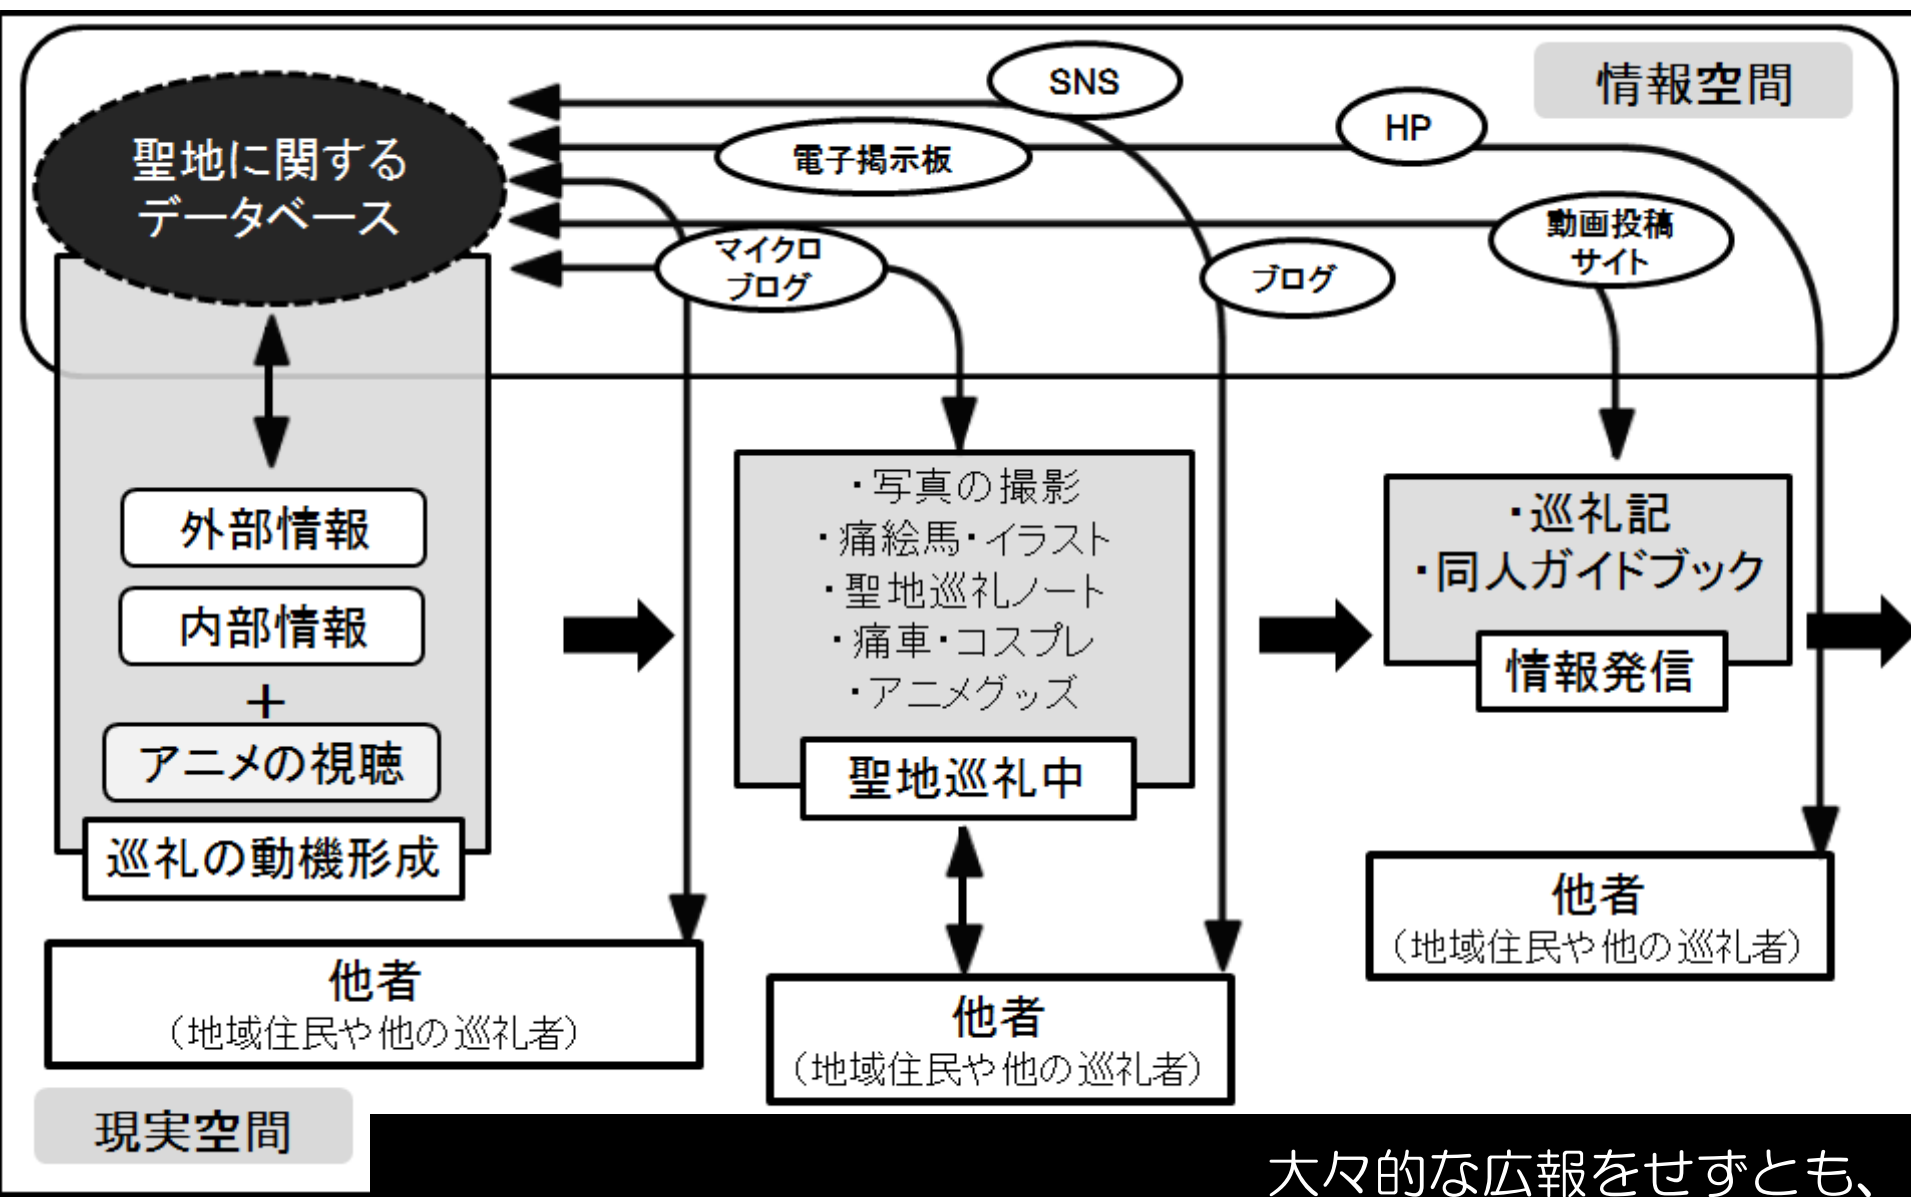 情報空間
SNS
HP
電子掲示板
動画投稿
サイト
マイクロ
ブログ
ブログ
聖地に関する
データベース
外部情報
内部情報
＋
アニメの視聴
巡礼の動機形成
・写真の撮影
・痛絵馬・イラスト
・聖地巡礼ノート
・痛車・コスプレ
・アニメグッズ
聖地巡礼中
・巡礼記
・同人ガイドブック
情報発信
他者
（地域住民や他の巡礼者）
他者
（地域住民や他の巡礼者）
他者
（地域住民や他の巡礼者）
現実空間
大々的な広報をせずとも、